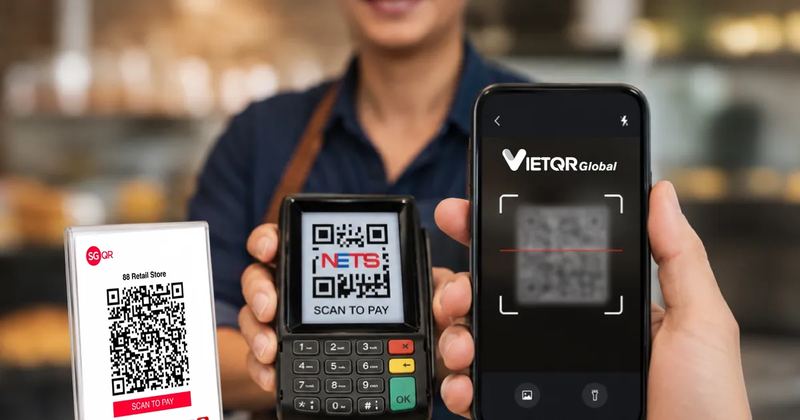 SGQR
88 Retail Store
SCAN TO PAY
NETS
SCAN TO PAY
1 2 3 ×
4 5 6
7 8 9
* 0 # OK
VIETQR Global